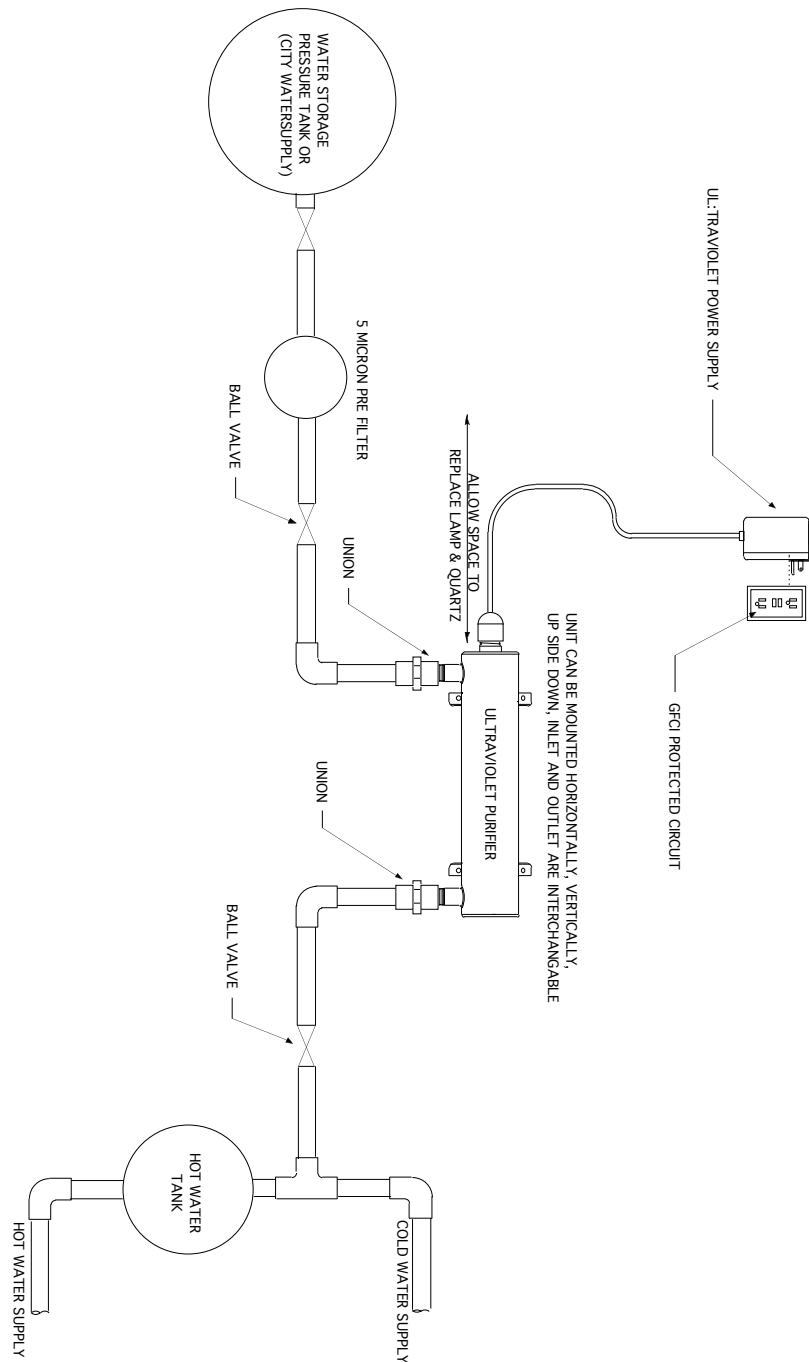 UL:TRAVIOLET POWER SUPPLY
GFCI PROTECTED CIRCUIT
UNIT CAN BE MOUNTED HORIZONTALLY, VERTICALLY,
UP SIDE DOWN, INLET AND OUTLET ARE INTERCHANGABLE
ALLOW SPACE TO
REPLACE LAMP & QUARTZ
ULTRAVIOLET PURIFIER
5 MICRON PRE FILTER
UNION
UNION
WATER STORAGE
PRESSURE TANK OR
(CITY WATERSUPPLY)
BALL VALVE
BALL VALVE
COLD WATER SUPPLY
HOT WATER
TANK
HOT WATER SUPPLY